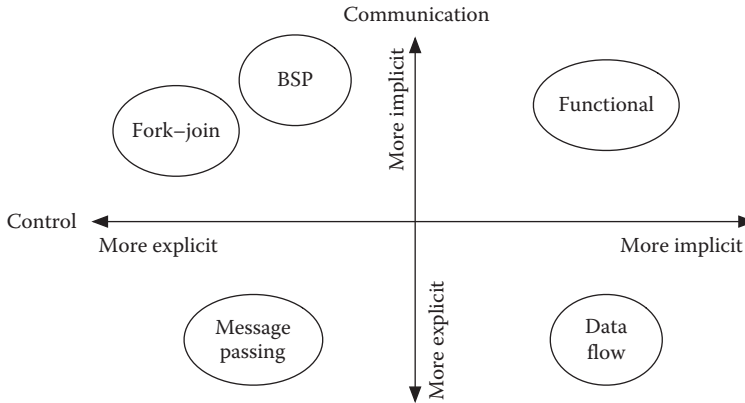 Communication
BSP
More implicit
Functional
Fork–join
Control
More explicit
More implicit
Message
passing
More explicit
Data
flow